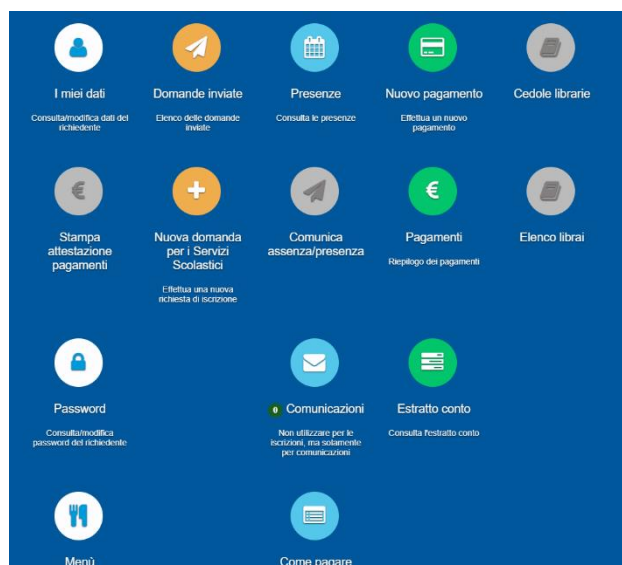 I miei dati
Consulta/modifica dati del
richiedente
Domande inviate
Elenco delle domande
inviate
Presenze
Consulta le presenze
Nuovo pagamento
Effettua un nuovo
pagamento
Cedole librarie
Stampa
attestazione
pagamenti
Nuova domanda
per i Servizi
Scolastici
Effettua una nuova
richiesta di iscrizione
Comunica
assenza/presenza
Pagamenti
Riepilogo dei pagamenti
Elenco librai
Password
Consulta/modifica
password del richiedente
0 Comunicazioni
Non utilizzare per le
iscrizioni, ma solamente
per comunicazioni
Estratto conto
Consulta l'estratto conto
Menù
Come pagare